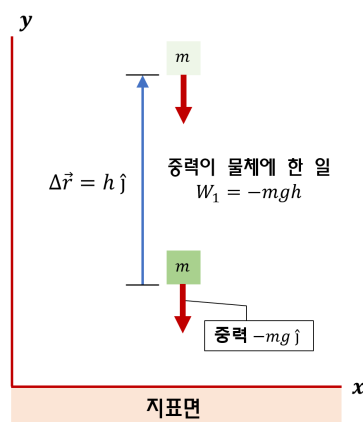 y
m
중력이 물체에 한 일
W₁ = −mgh
Δr⃗ = h ĵ
m
중력 −mg ĵ
x
지표면